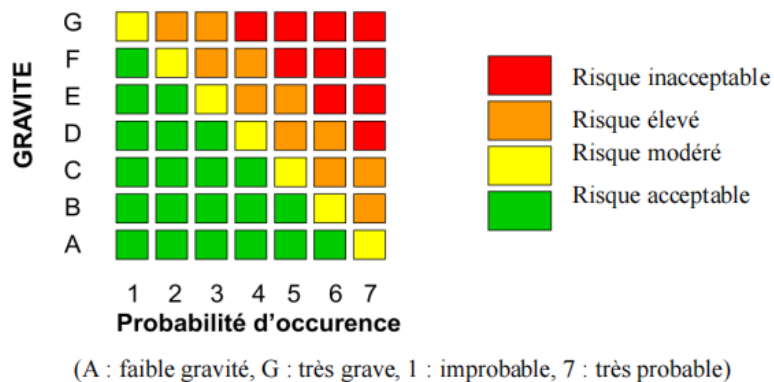 GRAVITE
G
F
E
D
C
B
A
1 2 3 4 5 6 7
Probabilité d'occurence
Risque inacceptable
Risque élevé
Risque modéré
Risque acceptable
(A : faible gravité, G : très grave, 1 : improbable, 7 : très probable)